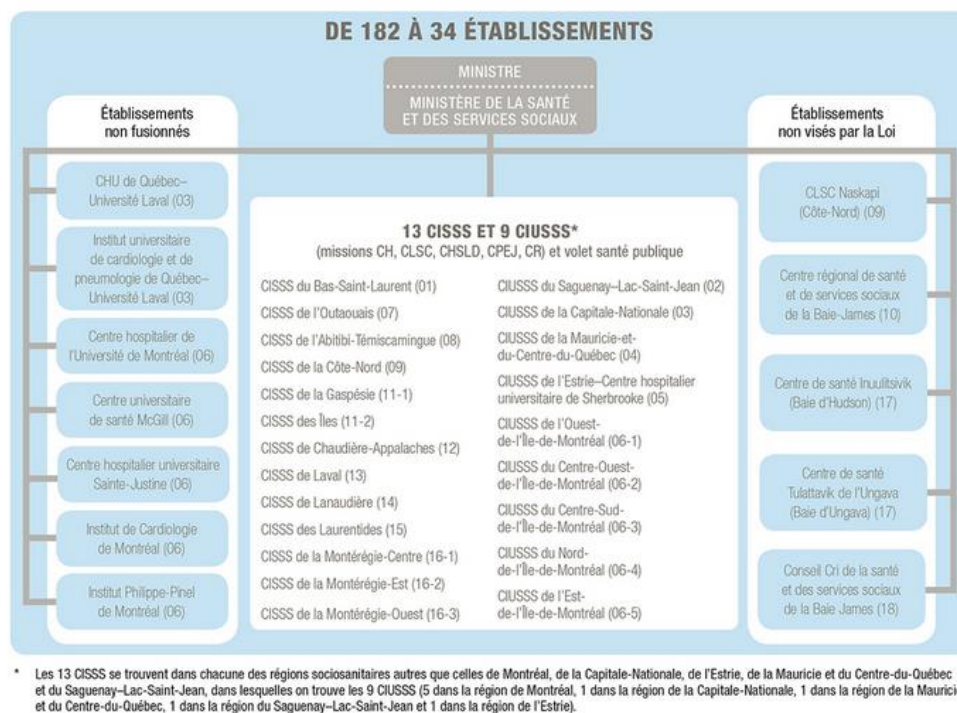 DE 182 À 34 ÉTABLISSEMENTS
MINISTRE
MINISTÈRE DE LA SANTÉ
ET DES SERVICES SOCIAUX
Établissements
non fusionnés
CHU de Québec–
Université Laval (03)
Institut universitaire
de cardiologie et de
pneumologie de Québec–
Université Laval (03)
Centre hospitalier de
l'Université de Montréal (06)
Centre universitaire
de santé McGill (06)
Centre hospitalier universitaire
Sainte-Justine (06)
Institut de Cardiologie
de Montréal (06)
Institut Philippe-Pinel
de Montréal (06)
13 CISSS ET 9 CIUSSS*
(missions CH, CLSC, CHSLD, CPEJ, CR) et volet santé publique
CISSS du Bas-Saint-Laurent (01)
CISSS de l'Outaouais (07)
CISSS de l'Abitibi-Témiscamingue (08)
CISSS de la Côte-Nord (09)
CISSS de la Gaspésie (11-1)
CISSS des Îles (11-2)
CISSS de Chaudière-Appalaches (12)
CISSS de Laval (13)
CISSS de Lanaudière (14)
CISSS des Laurentides (15)
CISSS de la Montérégie-Centre (16-1)
CISSS de la Montérégie-Est (16-2)
CISSS de la Montérégie-Ouest (16-3)
CIUSSS du Saguenay–Lac-Saint-Jean (02)
CIUSSS de la Capitale-Nationale (03)
CIUSSS de la Mauricie-et-
du-Centre-du-Québec (04)
CIUSSS de l'Estrie–Centre hospitalier
universitaire de Sherbrooke (05)
CIUSSS de l'Ouest-
de-l'Île-de-Montréal (06-1)
CIUSSS du Centre-Ouest-
de-l'Île-de-Montréal (06-2)
CIUSSS du Centre-Sud-
de-l'Île-de-Montréal (06-3)
CIUSSS du Nord-
de-l'Île-de-Montréal (06-4)
CIUSSS de l'Est-
de-l'Île-de-Montréal (06-5)
Établissements
non visés par la Loi
CLSC Naskapi
(Côte-Nord) (09)
Centre régional de santé
et de services sociaux
de la Baie-James (10)
Centre de santé Inuulitsivik
(Baie d'Hudson) (17)
Centre de santé
Tulattavik de l'Ungava
(Baie d'Ungava) (17)
Conseil Cri de la santé
et des services sociaux
de la Baie James (18)
* Les 13 CISSS se trouvent dans chacune des régions sociosanitaires autres que celles de Montréal, de la Capitale-Nationale, de l'Estrie, de la Mauricie et du Centre-du-Québec
et du Saguenay–Lac-Saint-Jean, dans lesquelles on trouve les 9 CIUSSS (5 dans la région de Montréal, 1 dans la région de la Capitale-Nationale, 1 dans la région de la Mauricie
et du Centre-du-Québec, 1 dans la région du Saguenay–Lac-Saint-Jean et 1 dans la région de l'Estrie).